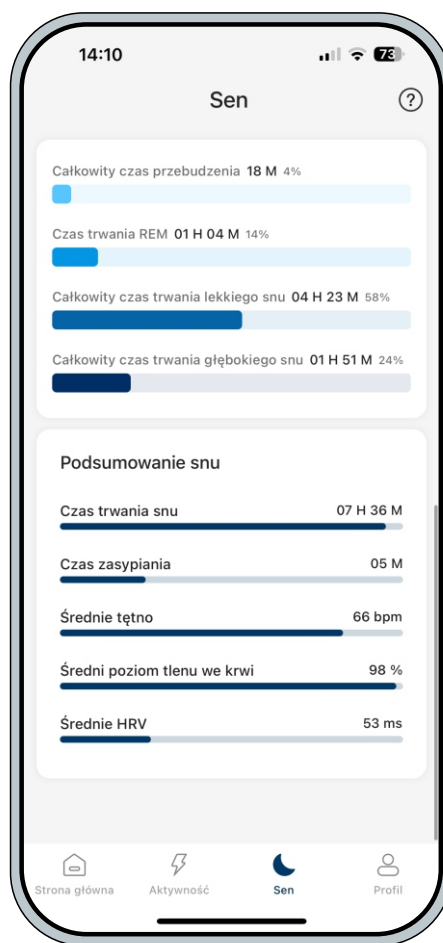 14:10
73
Sen
?
Całkowity czas przebudzenia 18 M 4%
Czas trwania REM 01 H 04 M 14%
Całkowity czas trwania lekkiego snu 04 H 23 M 58%
Całkowity czas trwania głębokiego snu 01 H 51 M 24%
Podsumowanie snu
Czas trwania snu 07 H 36 M
Czas zasypiania 05 M
Średnie tętno 66 bpm
Średni poziom tlenu we krwi 98 %
Średnie HRV 53 ms
Strona główna Aktywność Sen Profil